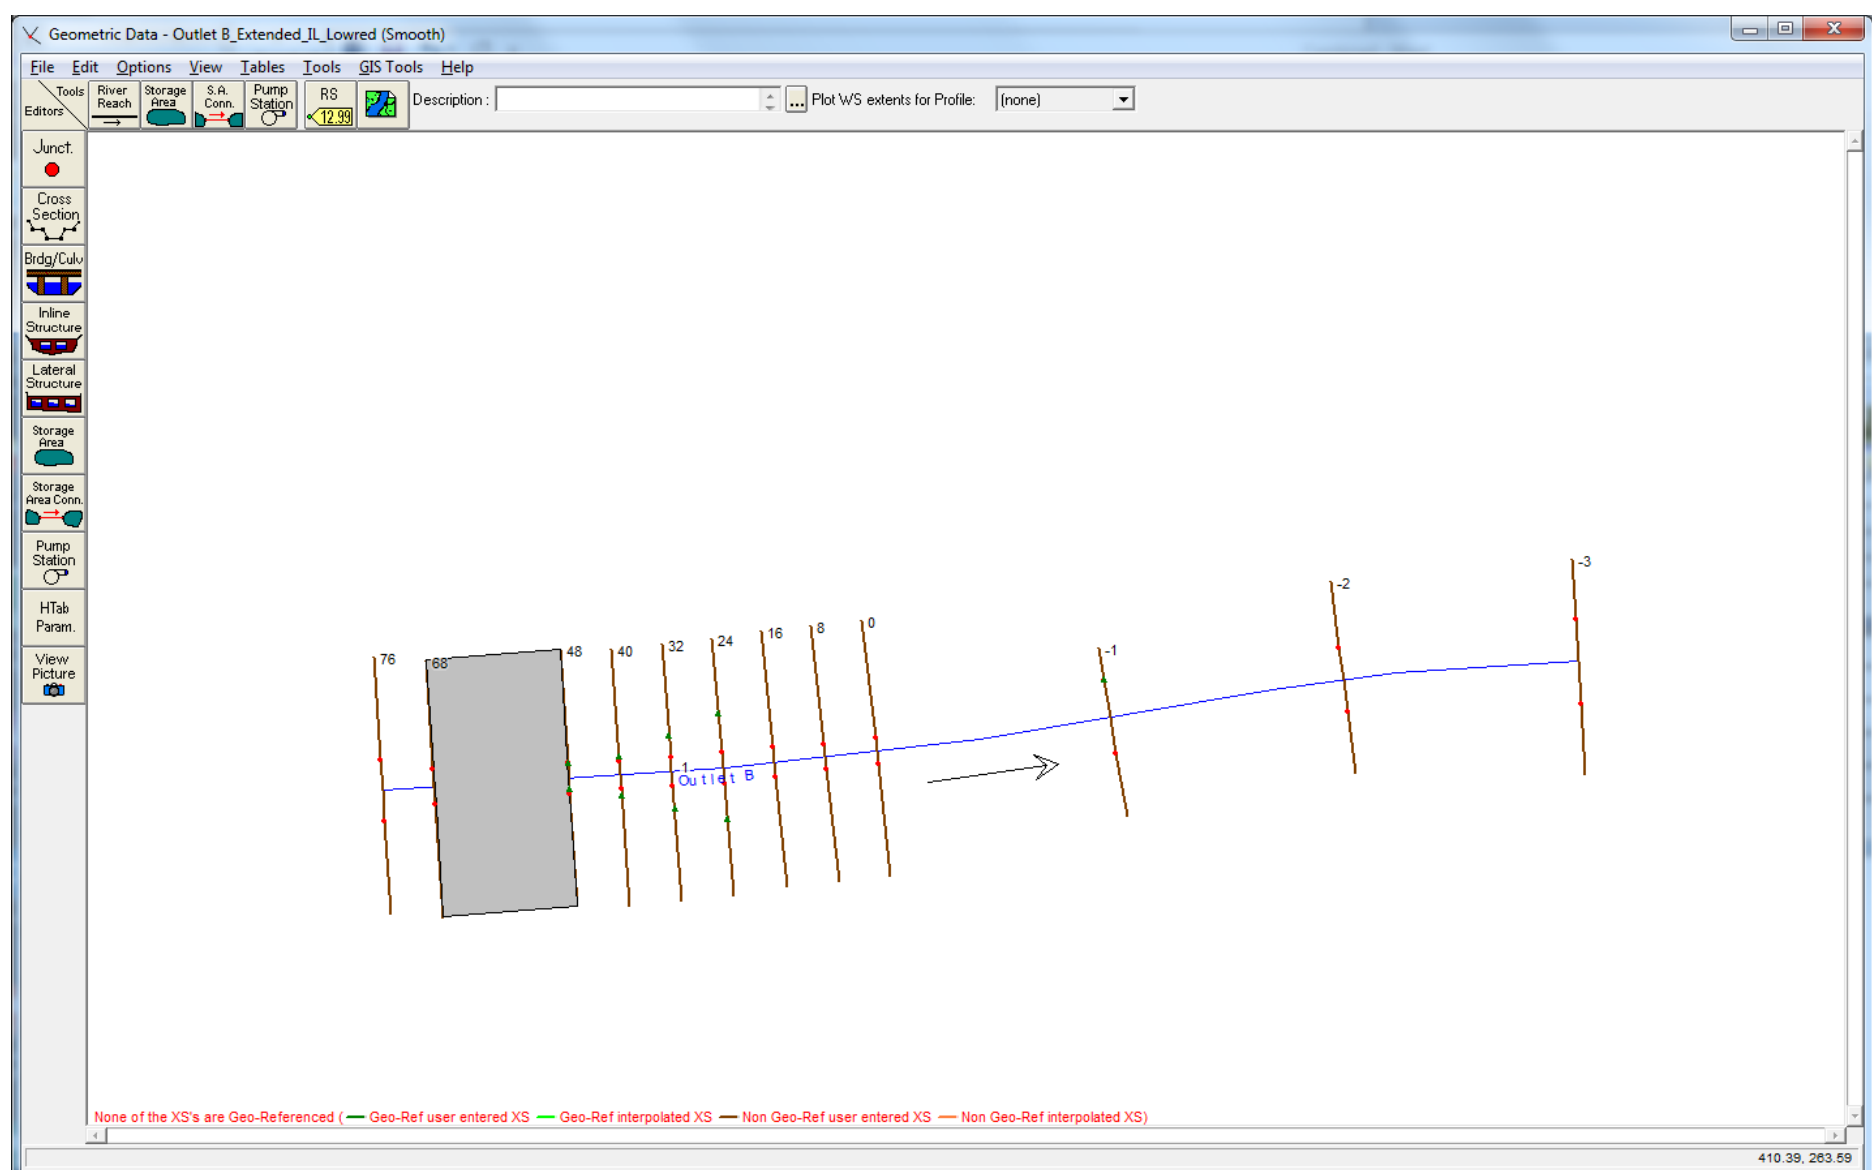 Geometric Data - Outlet B_Extended_IL_Lowred (Smooth)
File Edit Options View Tables Tools GIS Tools Help
Tools
Editors
River
Reach
Storage
Area
S.A.
Conn.
Pump
Station
RS
12.99
Description :
...
Plot WS extents for Profile:
(none)
Junct.
Cross
Section
Brdg/Culv
Inline
Structure
Lateral
Structure
Storage
Area
Storage
Area Conn.
Pump
Station
HTab
Param.
View
Picture
76
68
48
40
32
24
16
8
0
-1
-2
-3
1
Outlet B
None of the XS's are Geo-Referenced ( Geo-Ref user entered XS Geo-Ref interpolated XS Non Geo-Ref user entered XS Non Geo-Ref interpolated XS)
410.39, 263.59